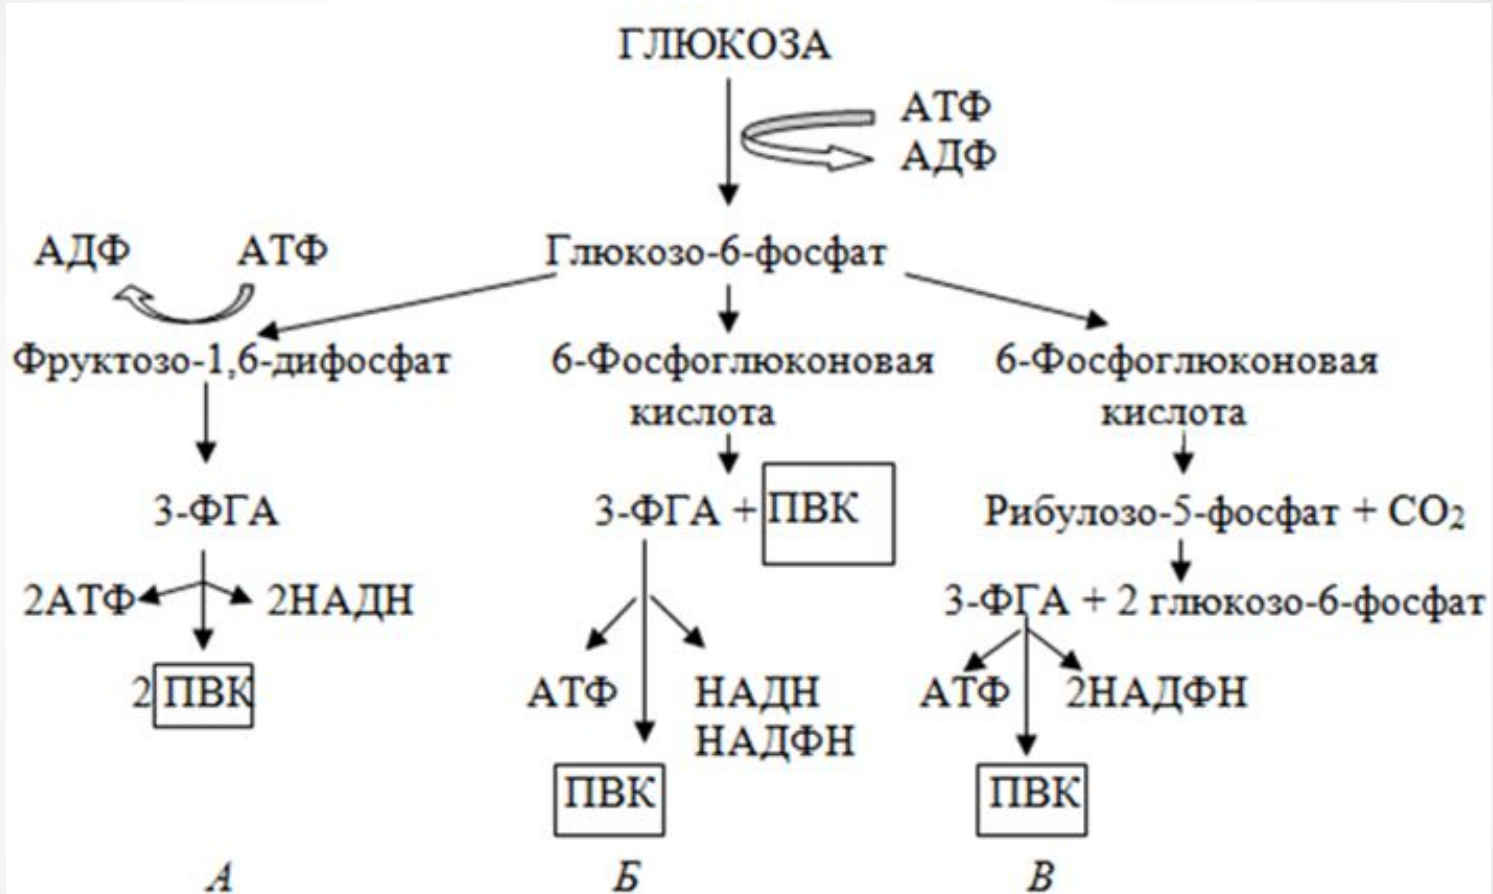 ГЛЮКОЗА
АТФ
АДФ
АДФ АТФ
Глюкозо-6-фосфат
Фруктозо-1,6-дифосфат
6-Фосфоглюконовая
кислота
6-Фосфоглюконовая
кислота
3-ФГА
3-ФГА + ПВК
Рибулозо-5-фосфат + CO₂
2АТФ 2НАДН
3-ФГА + 2 глюкозо-6-фосфат
2 ПВК
АТФ НАДН
НАДФН
АТФ 2НАДФН
ПВК
ПВК
А Б В